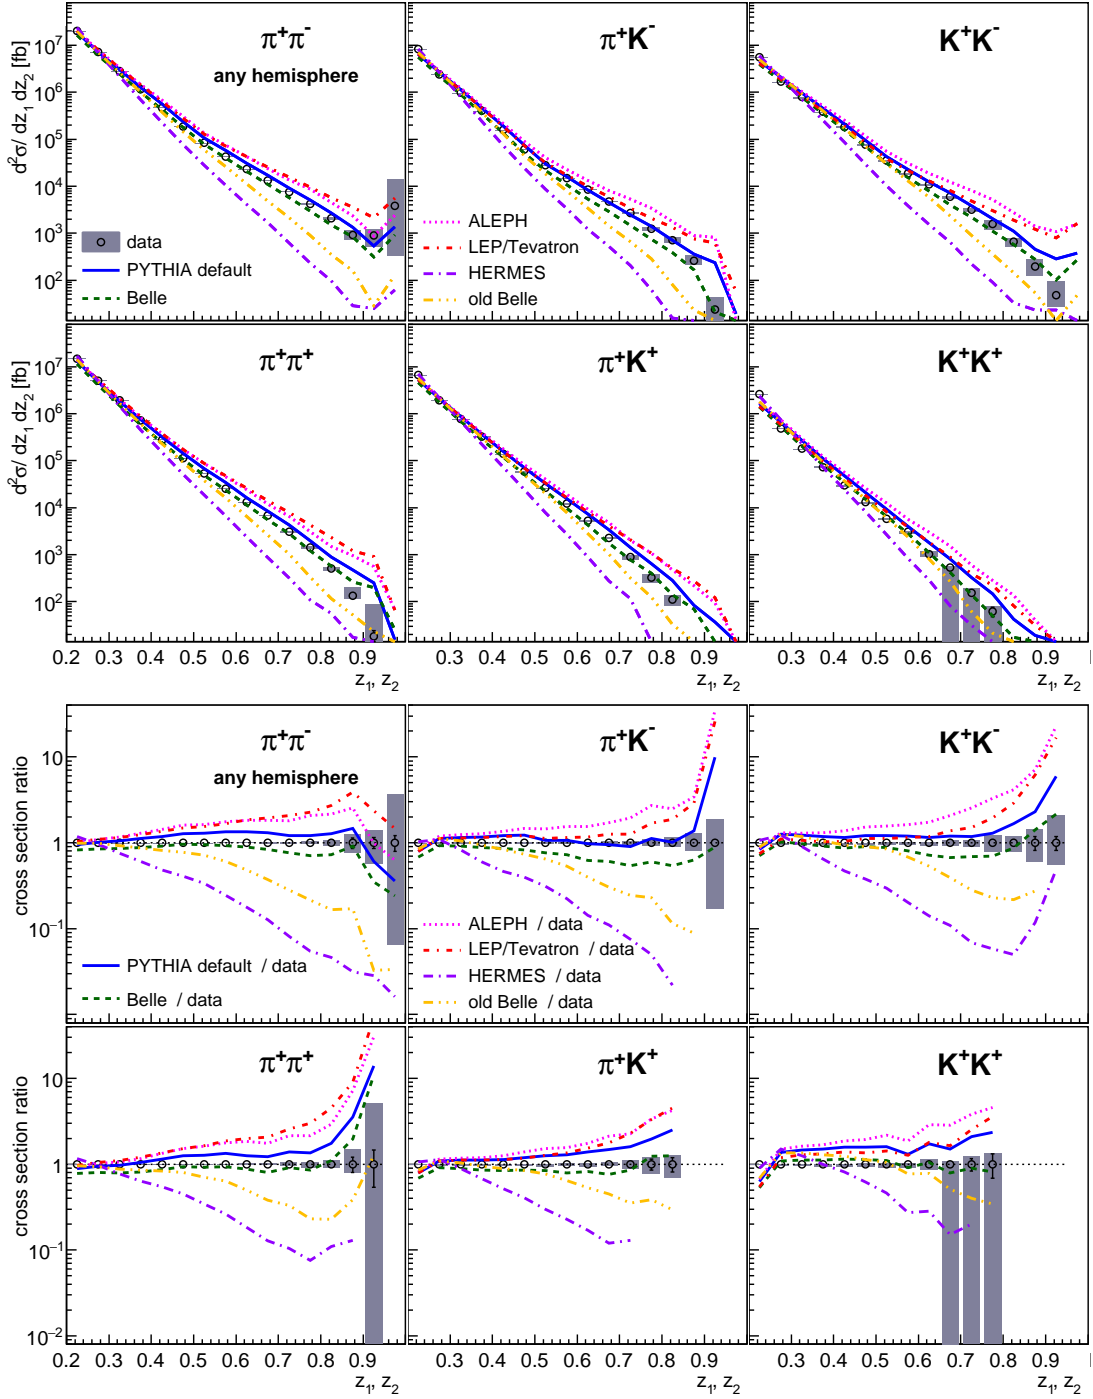 d²σ/ dz₁ dz₂ [fb]
10⁷
10⁶
10⁵
10⁴
10³
10²
π⁺π⁻
any hemisphere
data
PYTHIA default
Belle
π⁺K⁻
ALEPH
LEP/Tevatron
HERMES
old Belle
K⁺K⁻
d²σ/ dz₁ dz₂ [fb]
10⁷
10⁶
10⁵
10⁴
10³
10²
π⁺π⁺
π⁺K⁺
K⁺K⁺
0.2 0.3 0.4 0.5 0.6 0.7 0.8 0.9
0.3 0.4 0.5 0.6 0.7 0.8 0.9
0.3 0.4 0.5 0.6 0.7 0.8 0.9
z₁, z₂
z₁, z₂
z₁, z₂
cross section ratio
10
1
10⁻¹
π⁺π⁻
any hemisphere
PYTHIA default / data
Belle / data
π⁺K⁻
ALEPH / data
LEP/Tevatron / data
HERMES / data
old Belle / data
K⁺K⁻
cross section ratio
10
1
10⁻¹
10⁻²
π⁺π⁺
π⁺K⁺
K⁺K⁺
0.2 0.3 0.4 0.5 0.6 0.7 0.8 0.9
0.3 0.4 0.5 0.6 0.7 0.8 0.9
0.3 0.4 0.5 0.6 0.7 0.8 0.9
z₁, z₂
z₁, z₂
z₁, z₂